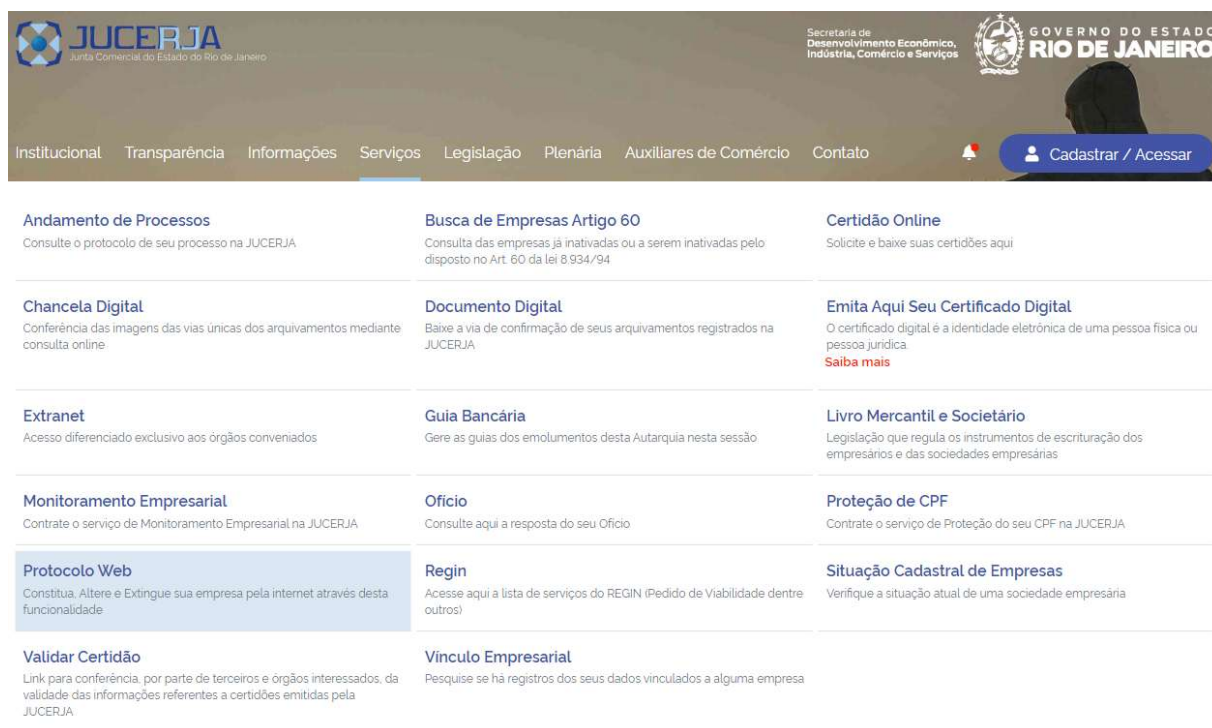 JUCERJA
Junta Comercial do Estado do Rio de Janeiro
Secretaria de
Desenvolvimento Econômico,
Indústria, Comércio e Serviços
GOVERNO DO ESTADO
RIO DE JANEIRO
Institucional Transparência Informações Serviços Legislação Plenária Auxiliares de Comércio Contato Cadastrar / Acessar
Andamento de Processos
Consulte o protocolo de seu processo na JUCERJA
Busca de Empresas Artigo 60
Consulta das empresas já inativadas ou a serem inativadas pelo
disposto no Art. 60 da lei 8.934/94
Certidão Online
Solicite e baixe suas certidões aqui
Chancela Digital
Conferência das imagens das vias únicas dos arquivamentos mediante
consulta online
Documento Digital
Baixe a via de confirmação de seus arquivamentos registrados na
JUCERJA
Emita Aqui Seu Certificado Digital
O certificado digital é a identidade eletrônica de uma pessoa física ou
pessoa jurídica.
Saiba mais
Extranet
Acesso diferenciado exclusivo aos órgãos conveniados
Guia Bancária
Gere as guias dos emolumentos desta Autarquia nesta sessão
Livro Mercantil e Societário
Legislação que regula os instrumentos de escrituração dos
empresários e das sociedades empresárias
Monitoramento Empresarial
Contrate o serviço de Monitoramento Empresarial na JUCERJA
Ofício
Consulte aqui a resposta do seu Ofício
Proteção de CPF
Contrate o serviço de Proteção do seu CPF na JUCERJA
Protocolo Web
Constitua, Altere e Extingue sua empresa pela internet através desta
funcionalidade
Regin
Acesse aqui a lista de serviços do REGIN (Pedido de Viabilidade dentre
outros)
Situação Cadastral de Empresas
Verifique a situação atual de uma sociedade empresária
Validar Certidão
Link para conferência, por parte de terceiros e órgãos interessados, da
validade das informações referentes a certidões emitidas pela
JUCERJA
Vínculo Empresarial
Pesquise se há registros dos seus dados vinculados a alguma empresa